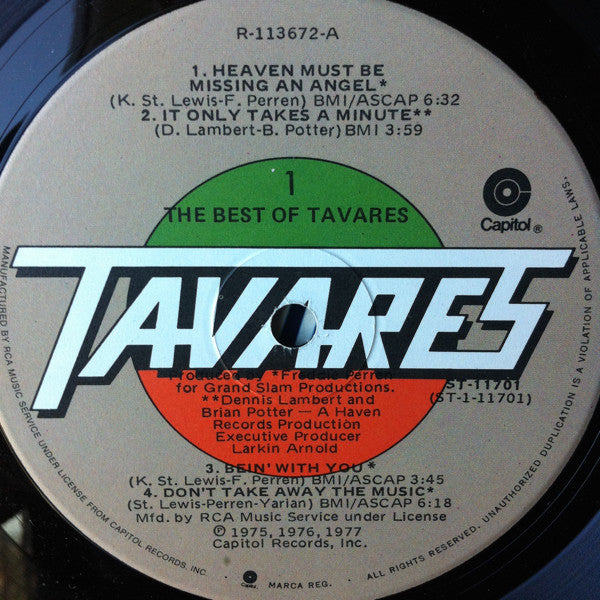 R-113672-A
1. HEAVEN MUST BE
MISSING AN ANGEL*
(K. St. Lewis-F. Perren) BMI/ASCAP 6:32
2. IT ONLY TAKES A MINUTE**
(D. Lambert-B. Potter) BMI 3:59
1
THE BEST OF TAVARES
Capitol®
TAVARES
Produced by *Freddie Perren
for Grand Slam Productions.
**Dennis Lambert and
Brian Potter — A Haven
Records Production
Executive Producer
Larkin Arnold
ST-11701
(ST-1-11701)
3. BEIN' WITH YOU*
(K. St. Lewis-F. Perren) BMI/ASCAP 3:45
4. DON'T TAKE AWAY THE MUSIC*
(St. Lewis-Perren-Yarian) BMI/ASCAP 6:18
Mfd. by RCA Music Service under License
℗ 1975, 1976, 1977
Capitol Records, Inc.
MANUFACTURED BY RCA MUSIC SERVICE UNDER LICENSE FROM CAPITOL RECORDS, INC.
Capitol
MARCA REG.
ALL RIGHTS RESERVED. UNAUTHORIZED DUPLICATION IS A VIOLATION OF APPLICABLE LAWS.